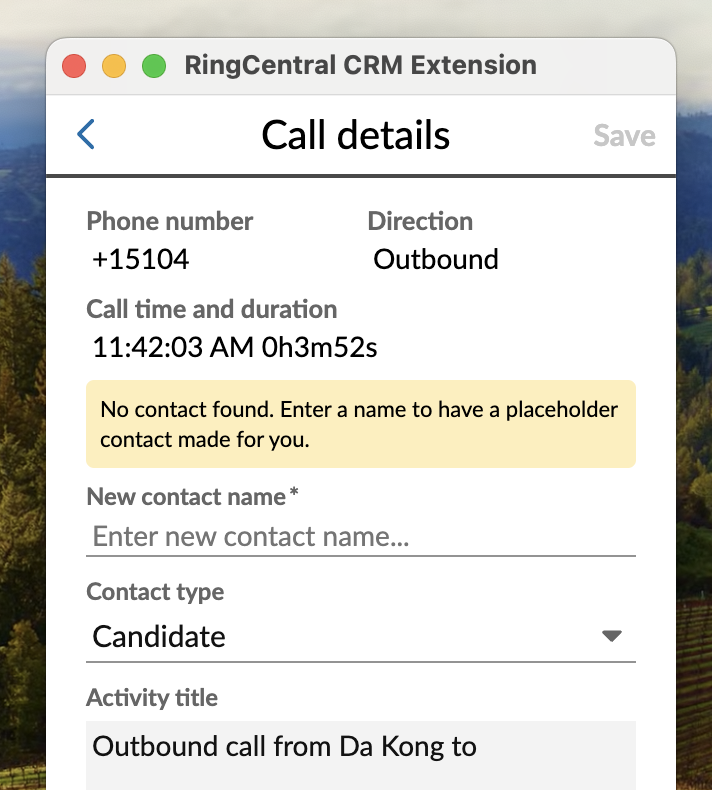 RingCentral CRM Extension
Call details
Save
Phone number
Direction
+15104
Outbound
Call time and duration
11:42:03 AM 0h3m52s
No contact found. Enter a name to have a placeholder
contact made for you.
New contact name*
Enter new contact name...
Contact type
Candidate
Activity title
Outbound call from Da Kong to